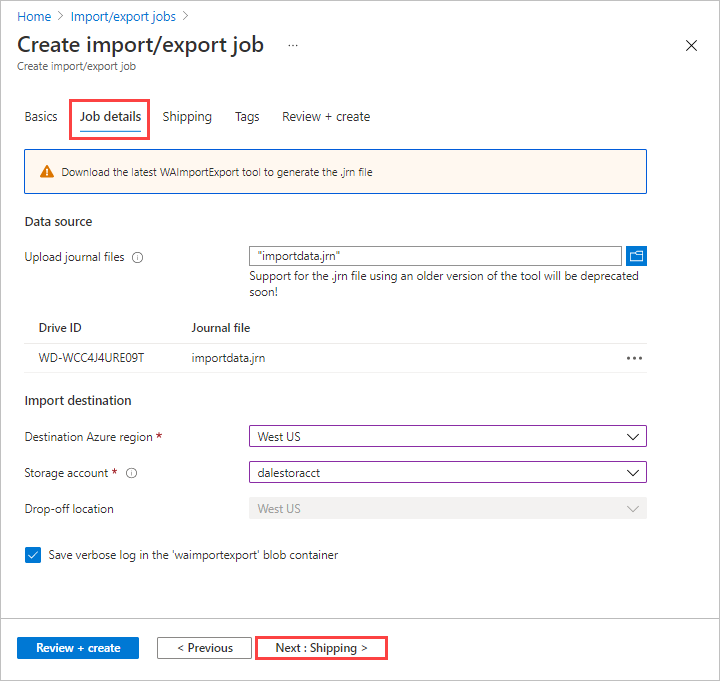 Home > Import/export jobs >
Create import/export job ...
Create import/export job
Basics Job details Shipping Tags Review + create
Download the latest WAImportExport tool to generate the .jrn file
Data source
Upload journal files "importdata.jrn"
Support for the .jrn file using an older version of the tool will be deprecated
soon!
Drive ID Journal file
WD-WCC4J4URE09T importdata.jrn
Import destination
Destination Azure region * West US
Storage account * dalestoracct
Drop-off location West US
Save verbose log in the 'waimportexport' blob container
Review + create < Previous Next : Shipping >